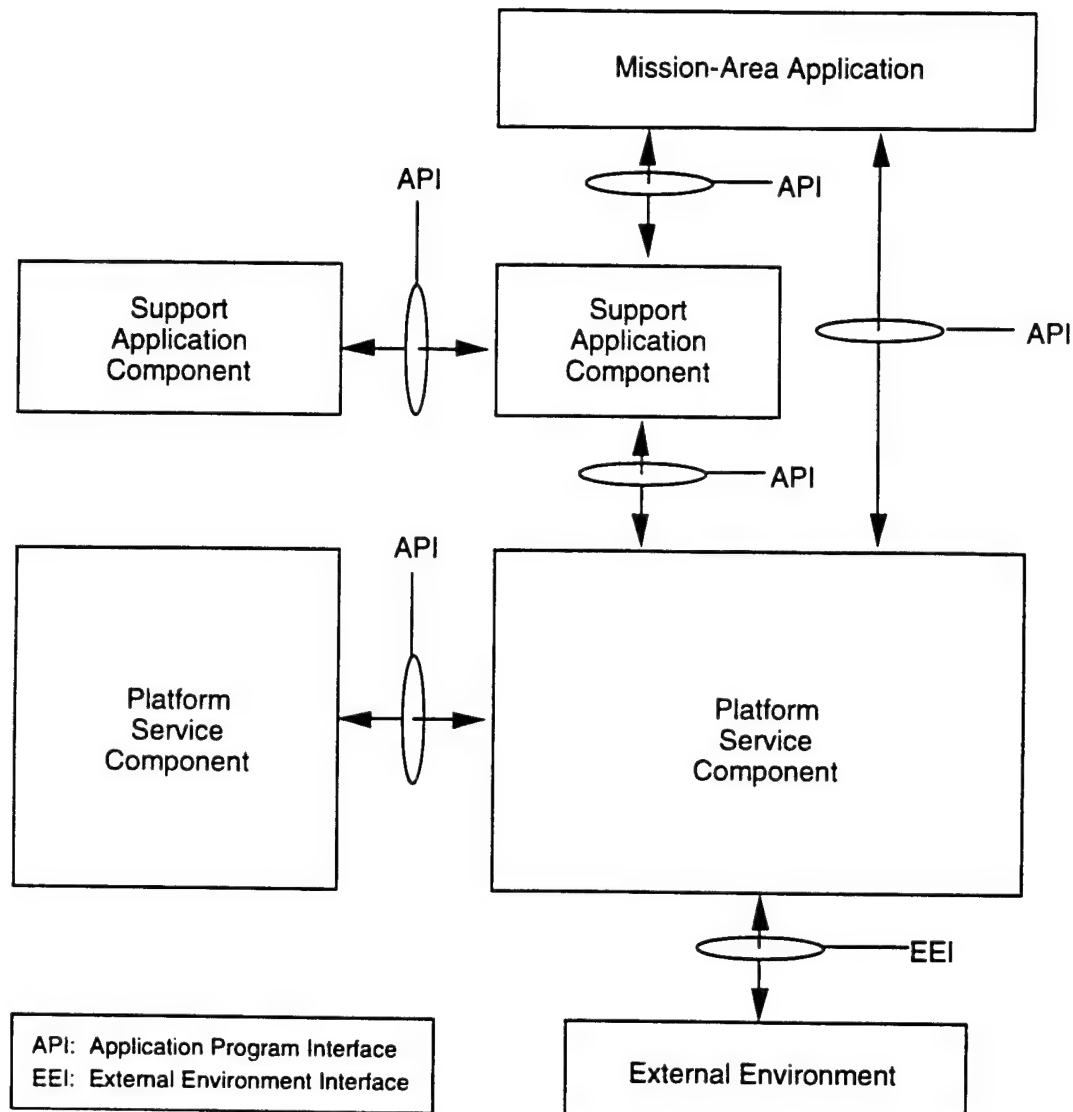 Mission-Area Application
API
API
Support
Application
Component
Support
Application
Component
API
API
API
Platform
Service
Component
Platform
Service
Component
EEI
API: Application Program Interface
EEI: External Environment Interface
External Environment